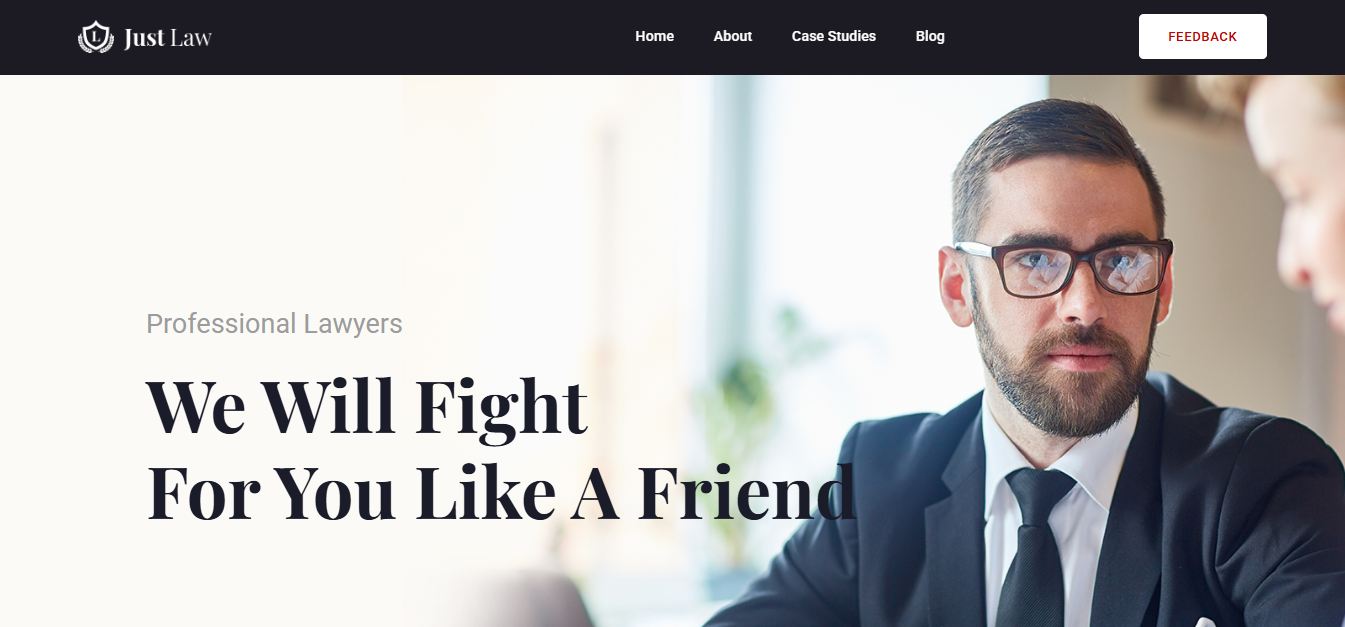 L Just Law
Home About Case Studies Blog
FEEDBACK
Professional Lawyers
We Will Fight
For You Like A Friend